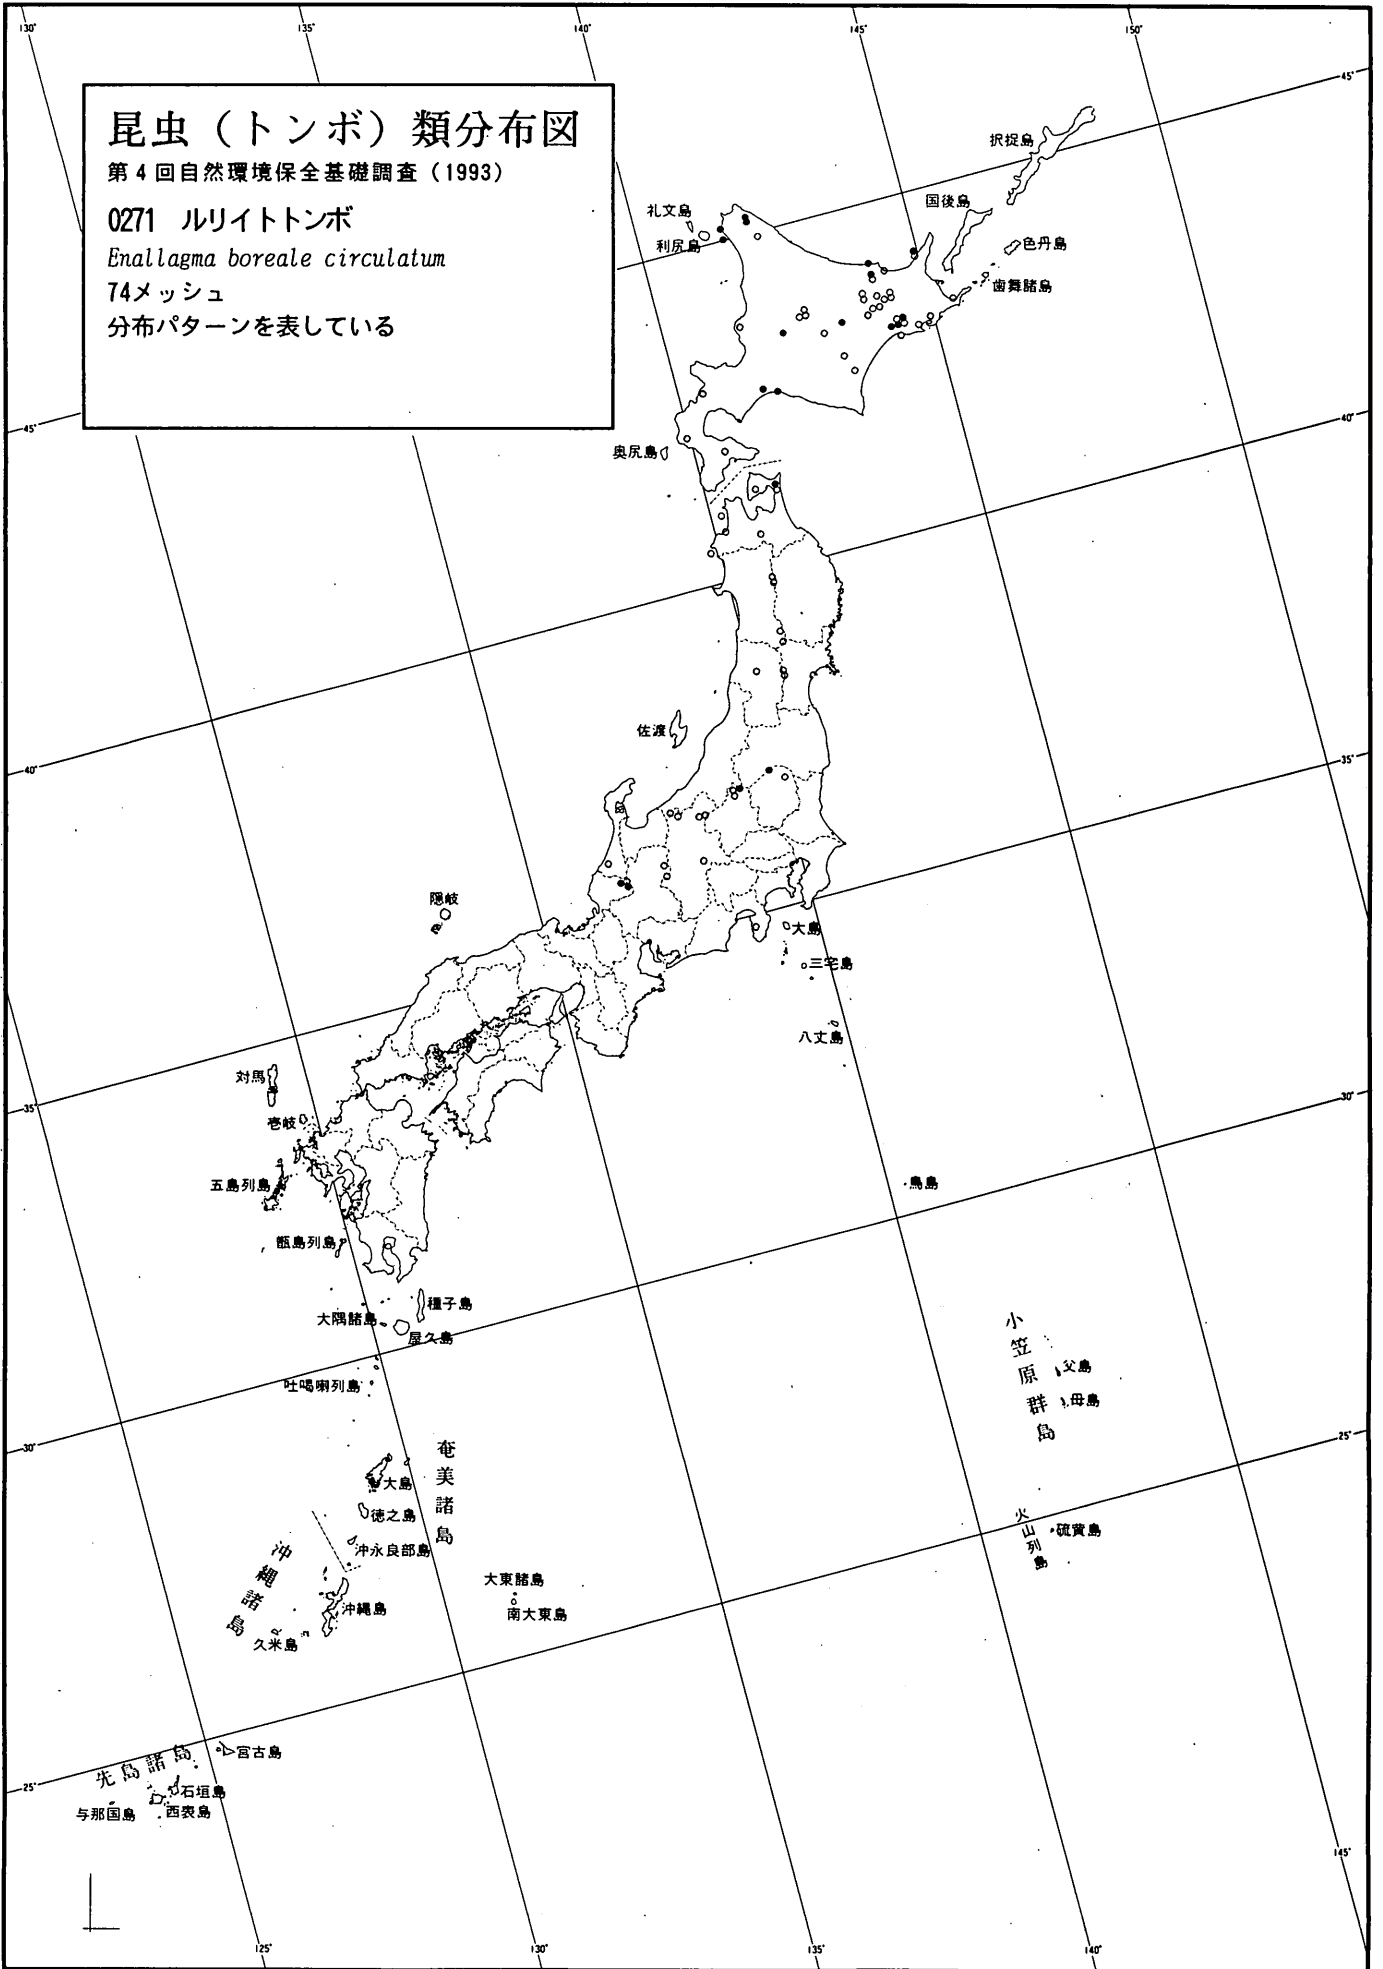 130°
135°
140°
145°
150°
昆虫（トンボ）類分布図
第４回自然環境保全基礎調査（1993）
0271 ルリイトトンボ
Enallagma boreale circulatum
74メッシュ
分布パターンを表している
45°
択捉島
国後島
色丹島
歯舞諸島
礼文島
利尻島
奥尻島
45°
40°
佐渡
40°
35°
隠岐
大島
三宅島
八丈島
対馬
壱岐
35°
30°
五島列島
鳥島
甑島列島
種子島
大隅諸島
屋久島
吐喝喇列島
小笠原群島
父島
母島
30°
25°
奄美諸島
大島
徳之島
沖永良部島
火山列島
硫黄島
沖縄諸島
沖縄島
久米島
大東諸島
南大東島
先島諸島
宮古島
石垣島
西表島
与那国島
25°
145°
125°
130°
135°
140°